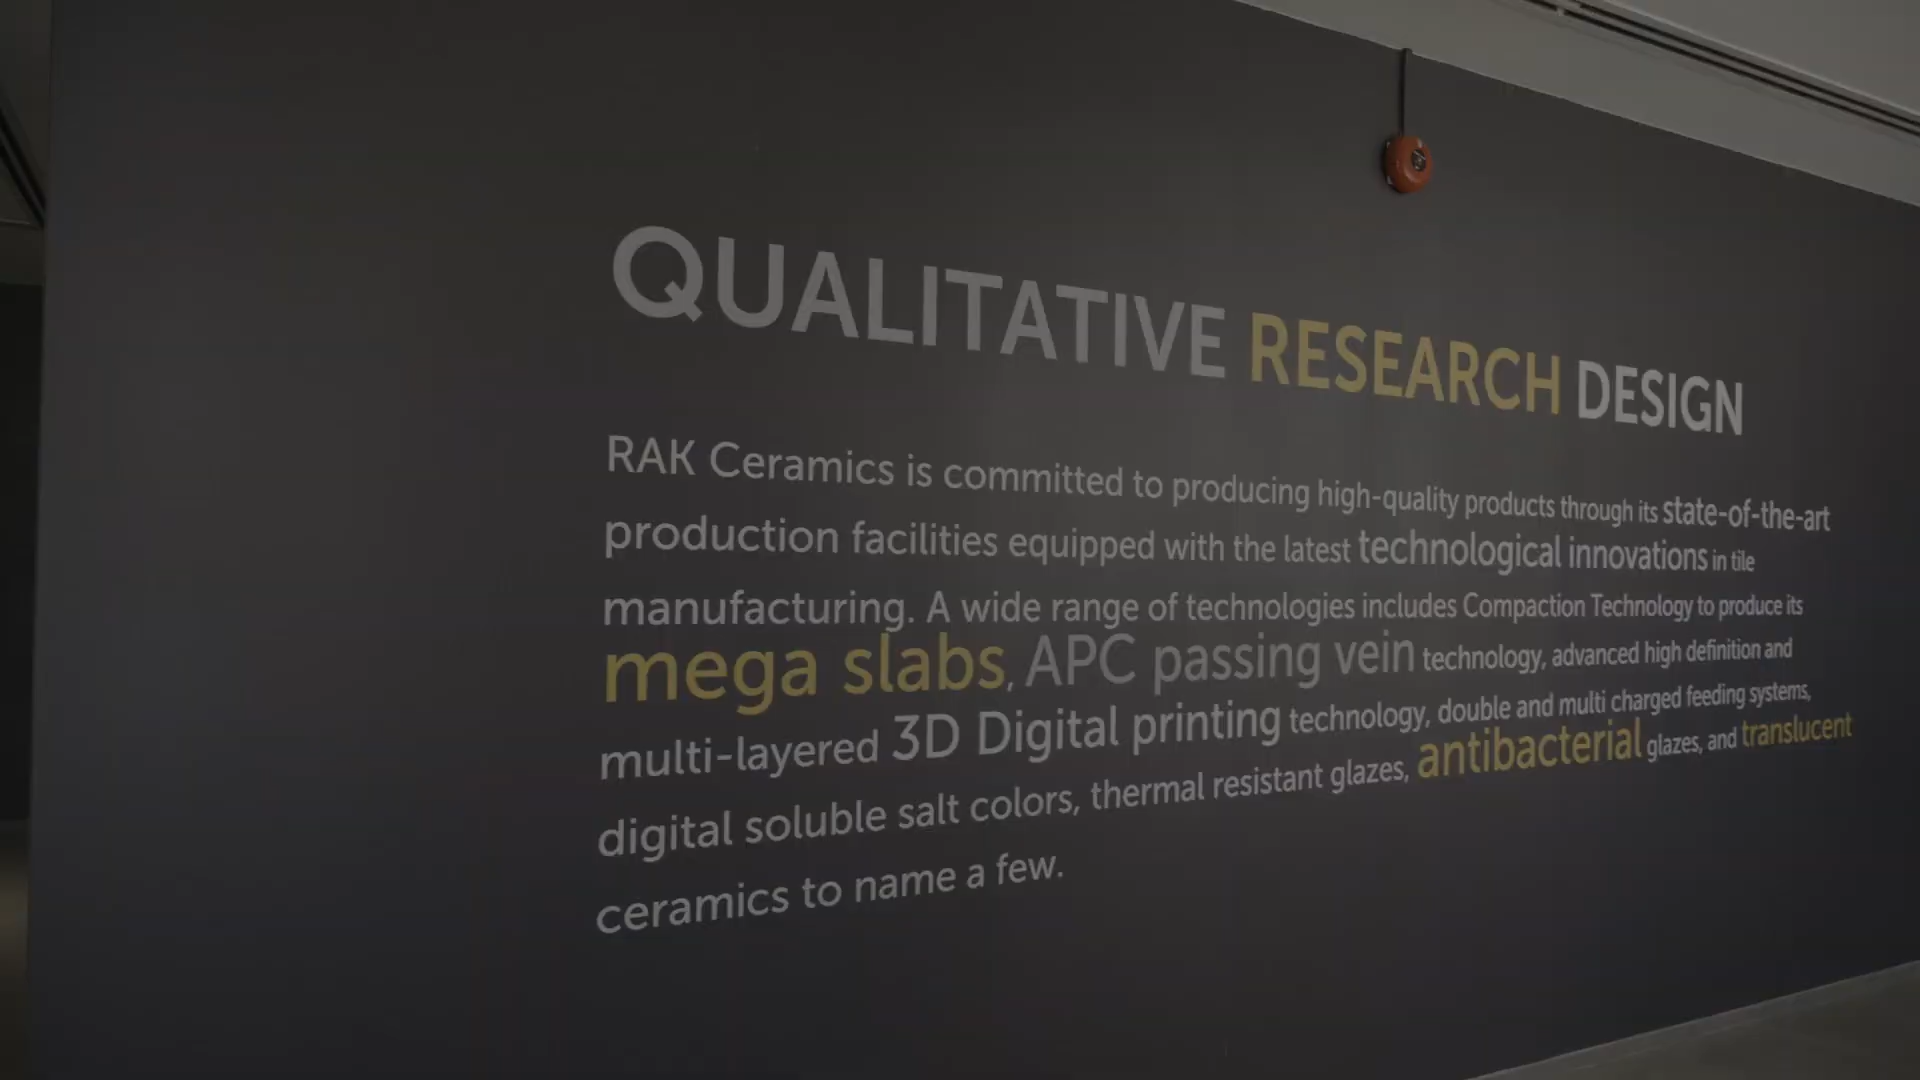 QUALITATIVE RESEARCH DESIGN
RAK Ceramics is committed to producing high-quality products through its state-of-the-art
production facilities equipped with the latest technological innovations in tile
manufacturing. A wide range of technologies includes Compaction Technology to produce its
mega slabs, APC passing vein technology, advanced high definition and
multi-layered 3D Digital printing technology, double and multi charged feeding systems,
digital soluble salt colors, thermal resistant glazes, antibacterial glazes, and translucent
ceramics to name a few.